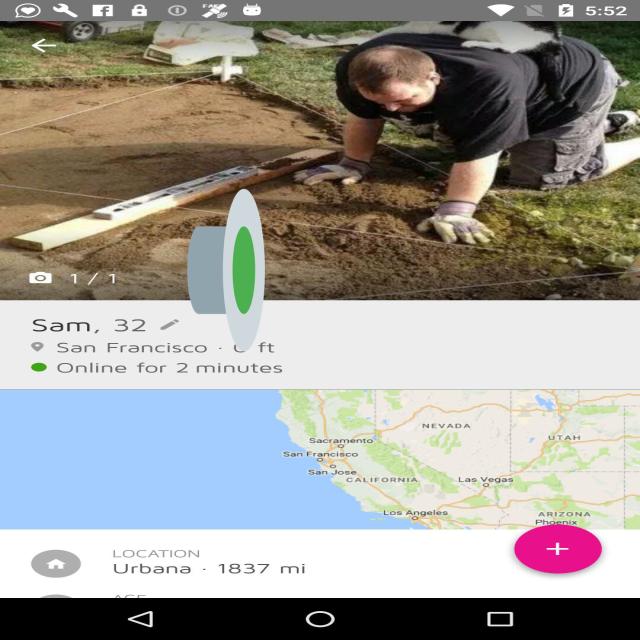 5:52
1 / 1
Sam, 32
San Francisco · 0 ft
Online for 2 minutes
NEVADA
UTAH
Sacramento
San Francisco
San Jose
CALIFORNIA
Las Vegas
Los Angeles
ARIZONA
Phoenix
LOCATION
Urbana · 1837 mi